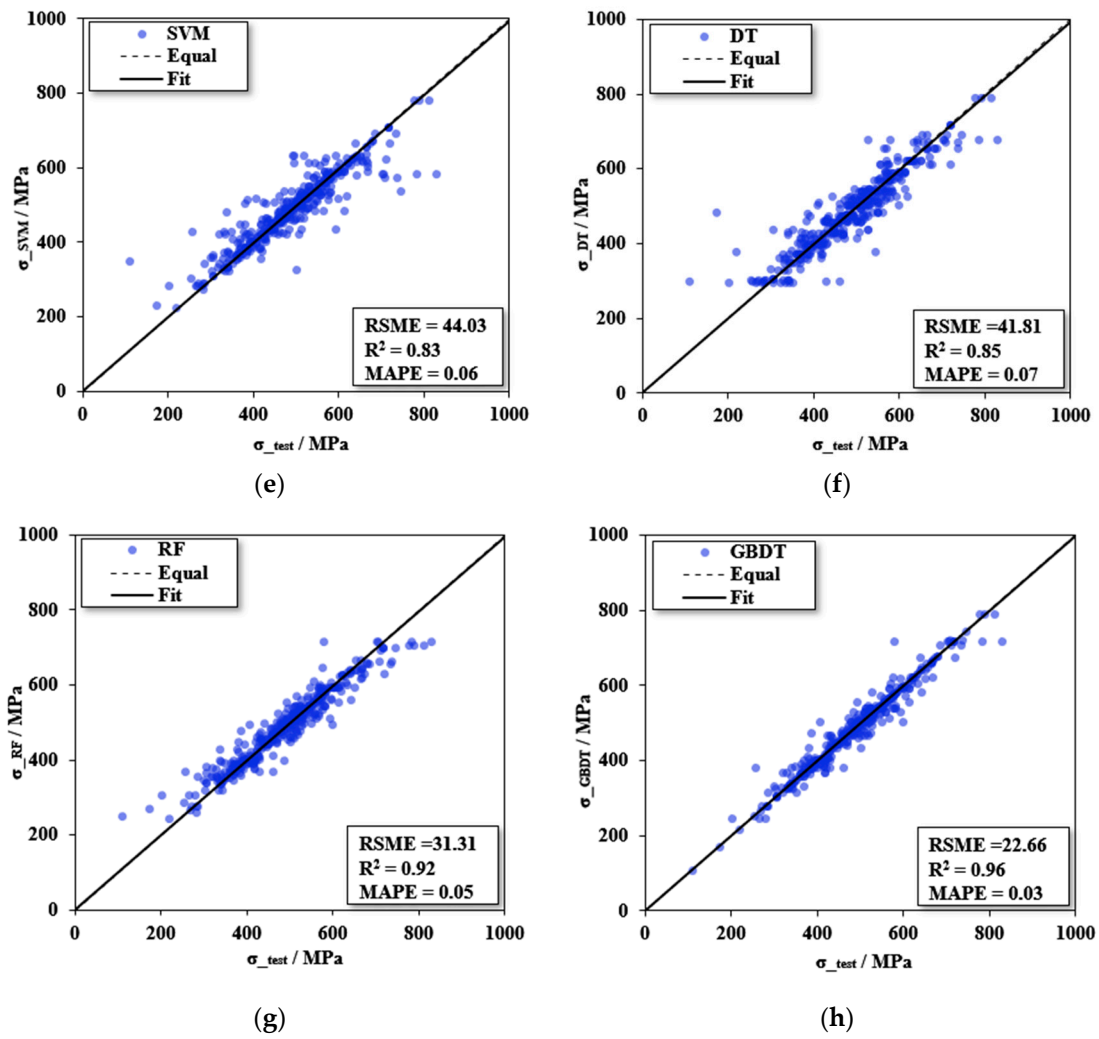 1000
800
600
400
200
0
σ_SVM / MPa
SVM
Equal
Fit
RSME = 44.03
R² = 0.83
MAPE = 0.06
0 200 400 600 800 1000
σ_test / MPa
(e)
1000
800
600
400
200
0
σ_DT / MPa
DT
Equal
Fit
RSME =41.81
R² = 0.85
MAPE = 0.07
0 200 400 600 800 1000
σ_test / MPa
(f)
1000
800
600
400
200
0
σ_RF / MPa
RF
Equal
Fit
RSME =31.31
R² = 0.92
MAPE = 0.05
0 200 400 600 800 1000
σ_test / MPa
(g)
1000
800
600
400
200
0
σ_GBDT / MPa
GBDT
Equal
Fit
RSME =22.66
R² = 0.96
MAPE = 0.03
0 200 400 600 800 1000
σ_test / MPa
(h)